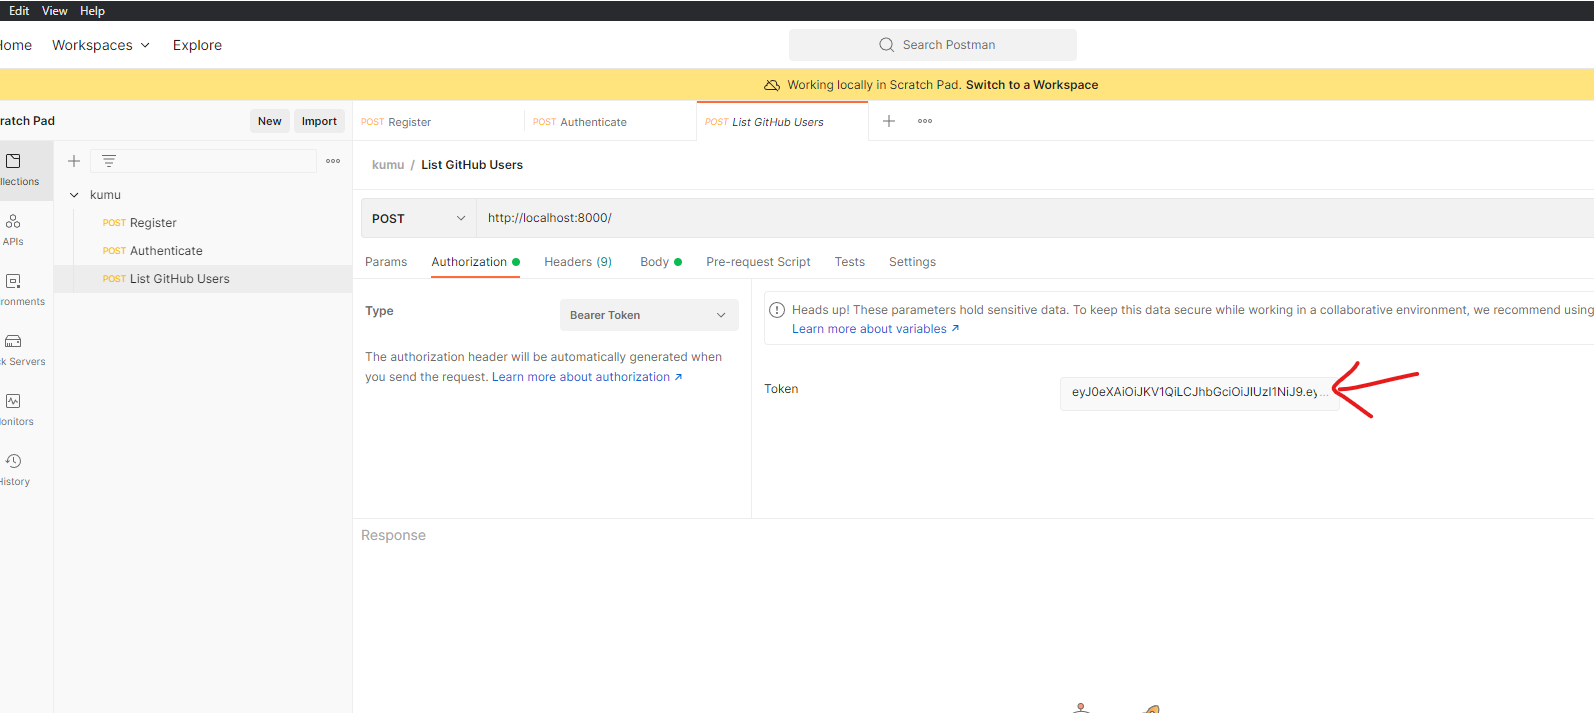 Edit View Help
Home Workspaces Explore
Search Postman
Working locally in Scratch Pad. Switch to a Workspace
ratch Pad
New Import
POST Register
POST Authenticate
POST List GitHub Users
llections
APIs
ronments
ck Servers
onitors
History
kumu
POST Register
POST Authenticate
POST List GitHub Users
kumu / List GitHub Users
POST http://localhost:8000/
Params Authorization Headers (9) Body Pre-request Script Tests Settings
Type Bearer Token
The authorization header will be automatically generated when
you send the request. Learn more about authorization
Heads up! These parameters hold sensitive data. To keep this data secure while working in a collaborative environment, we recommend using
Learn more about variables
Token eyJ0eXAiOiJKV1QiLCJhbGciOiJIUzI1NiJ9.ey...
Response